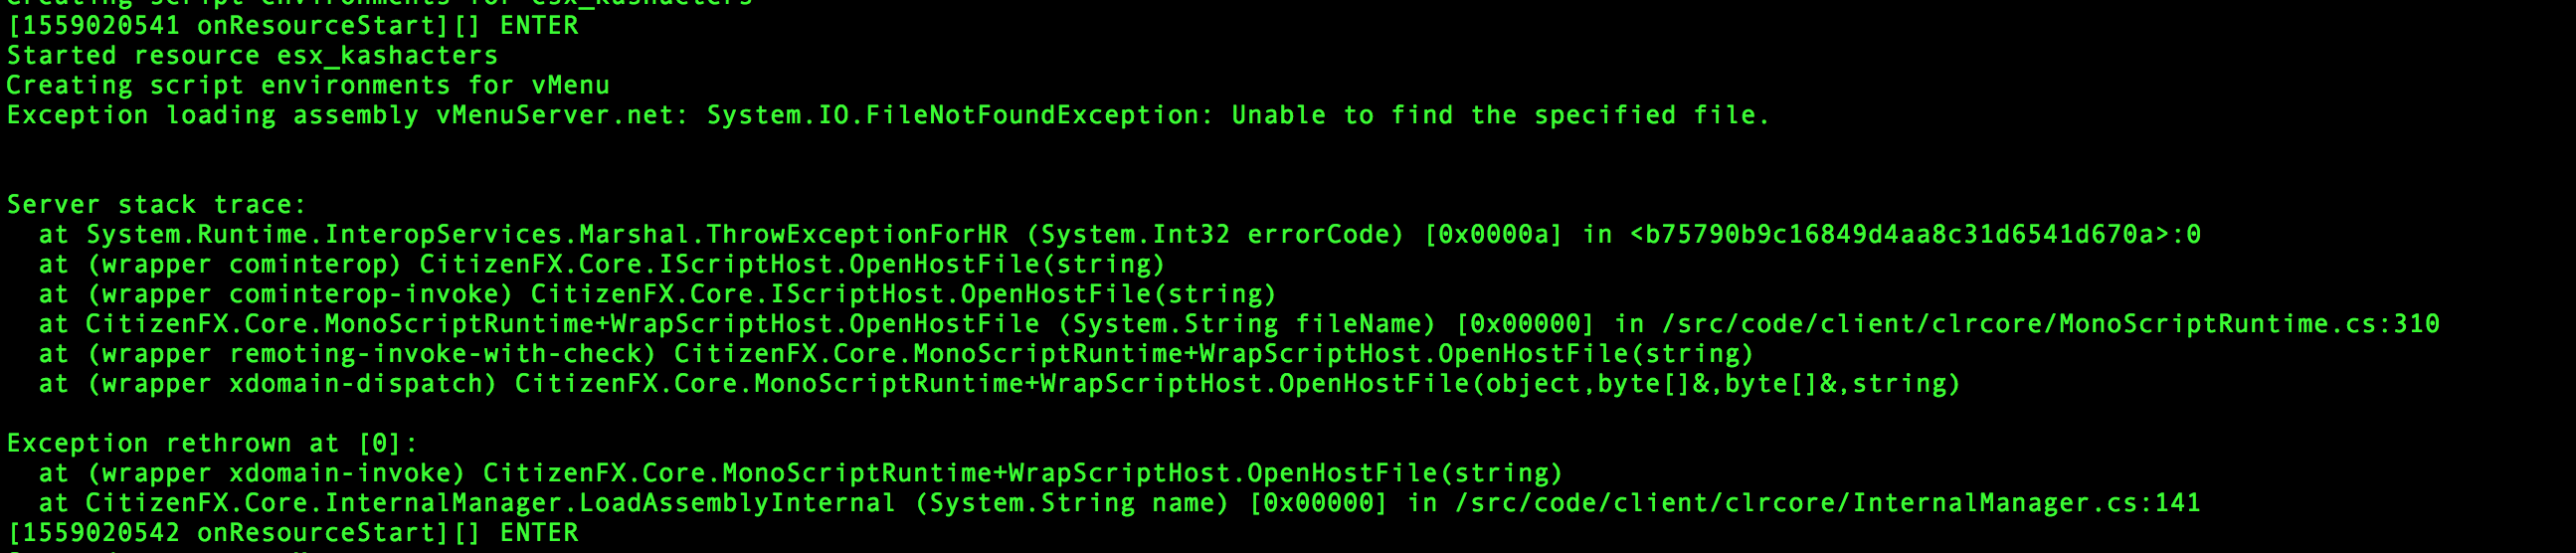 Creating script environments for esx_kashacters
[1559020541 onResourceStart][] ENTER
Started resource esx_kashacters
Creating script environments for vMenu
Exception loading assembly vMenuServer.net: System.IO.FileNotFoundException: Unable to find the specified file.
Server stack trace:
  at System.Runtime.InteropServices.Marshal.ThrowExceptionForHR (System.Int32 errorCode) [0x0000a] in <b75790b9c16849d4aa8c31d6541d670a>:0
  at (wrapper cominterop) CitizenFX.Core.IScriptHost.OpenHostFile(string)
  at (wrapper cominterop-invoke) CitizenFX.Core.IScriptHost.OpenHostFile(string)
  at CitizenFX.Core.MonoScriptRuntime+WrapScriptHost.OpenHostFile (System.String fileName) [0x00000] in /src/code/client/clrcore/MonoScriptRuntime.cs:310
  at (wrapper remoting-invoke-with-check) CitizenFX.Core.MonoScriptRuntime+WrapScriptHost.OpenHostFile(string)
  at (wrapper xdomain-dispatch) CitizenFX.Core.MonoScriptRuntime+WrapScriptHost.OpenHostFile(object,byte[]&,byte[]&,string)
Exception rethrown at [0]:
  at (wrapper xdomain-invoke) CitizenFX.Core.MonoScriptRuntime+WrapScriptHost.OpenHostFile(string)
  at CitizenFX.Core.InternalManager.LoadAssemblyInternal (System.String name) [0x00000] in /src/code/client/clrcore/InternalManager.cs:141
[1559020542 onResourceStart][] ENTER